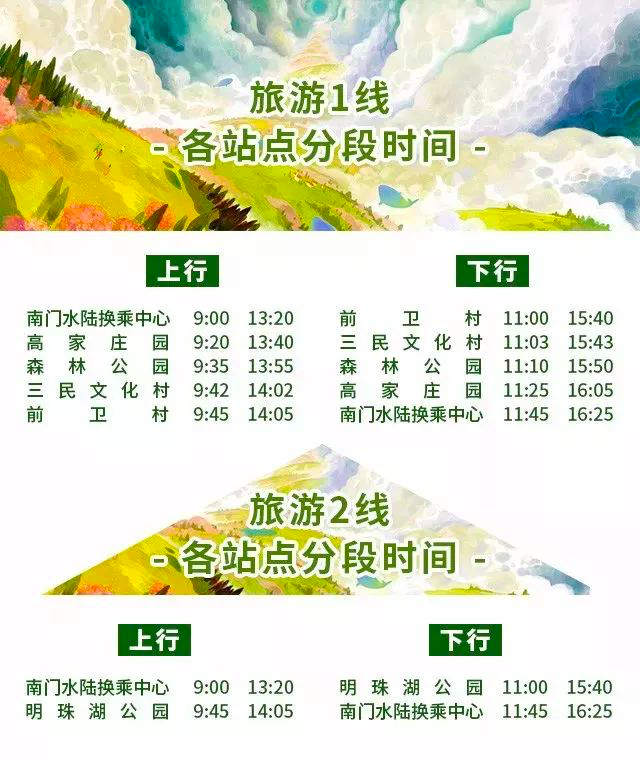 旅游1线
- 各站点分段时间 -
上行
南门水陆换乘中心 9:00 13:20
高家庄园 9:20 13:40
森林公园 9:35 13:55
三民文化村 9:42 14:02
前卫村 9:45 14:05
下行
前卫村 11:00 15:40
三民文化村 11:03 15:43
森林公园 11:10 15:50
高家庄园 11:25 16:05
南门水陆换乘中心 11:45 16:25
旅游2线
- 各站点分段时间 -
上行
南门水陆换乘中心 9:00 13:20
明珠湖公园 9:45 14:05
下行
明珠湖公园 11:00 15:40
南门水陆换乘中心 11:45 16:25